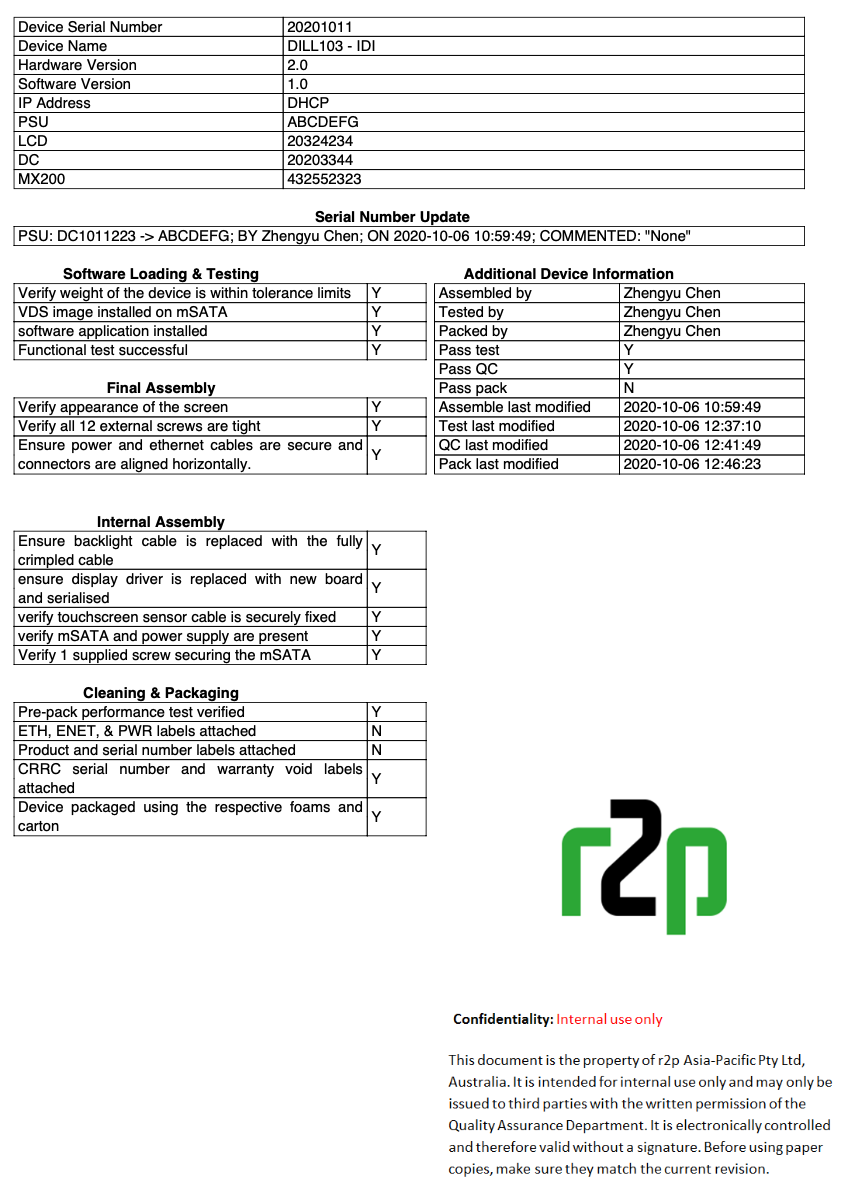 Device Serial Number 20201011
Device Name DILL103 - IDI
Hardware Version 2.0
Software Version 1.0
IP Address DHCP
PSU ABCDEFG
LCD 20324234
DC 20203344
MX200 432552323
Serial Number Update
PSU: DC1011223 -> ABCDEFG; BY Zhengyu Chen; ON 2020-10-06 10:59:49; COMMENTED: "None"
Software Loading & Testing
Verify weight of the device is within tolerance limits Y
VDS image installed on mSATA Y
software application installed Y
Functional test successful Y
Final Assembly
Verify appearance of the screen Y
Verify all 12 external screws are tight Y
Ensure power and ethernet cables are secure and
connectors are aligned horizontally. Y
Additional Device Information
Assembled by Zhengyu Chen
Tested by Zhengyu Chen
Packed by Zhengyu Chen
Pass test Y
Pass QC Y
Pass pack N
Assemble last modified 2020-10-06 10:59:49
Test last modified 2020-10-06 12:37:10
QC last modified 2020-10-06 12:41:49
Pack last modified 2020-10-06 12:46:23
Internal Assembly
Ensure backlight cable is replaced with the fully
crimpled cable Y
ensure display driver is replaced with new board
and serialised Y
verify touchscreen sensor cable is securely fixed Y
verify mSATA and power supply are present Y
Verify 1 supplied screw securing the mSATA Y
Cleaning & Packaging
Pre-pack performance test verified Y
ETH, ENET, & PWR labels attached N
Product and serial number labels attached N
CRRC serial number and warranty void labels
attached Y
Device packaged using the respective foams and
carton Y
r2p
Confidentiality: Internal use only
This document is the property of r2p Asia-Pacific Pty Ltd,
Australia. It is intended for internal use only and may only be
issued to third parties with the written permission of the
Quality Assurance Department. It is electronically controlled
and therefore valid without a signature. Before using paper
copies, make sure they match the current revision.